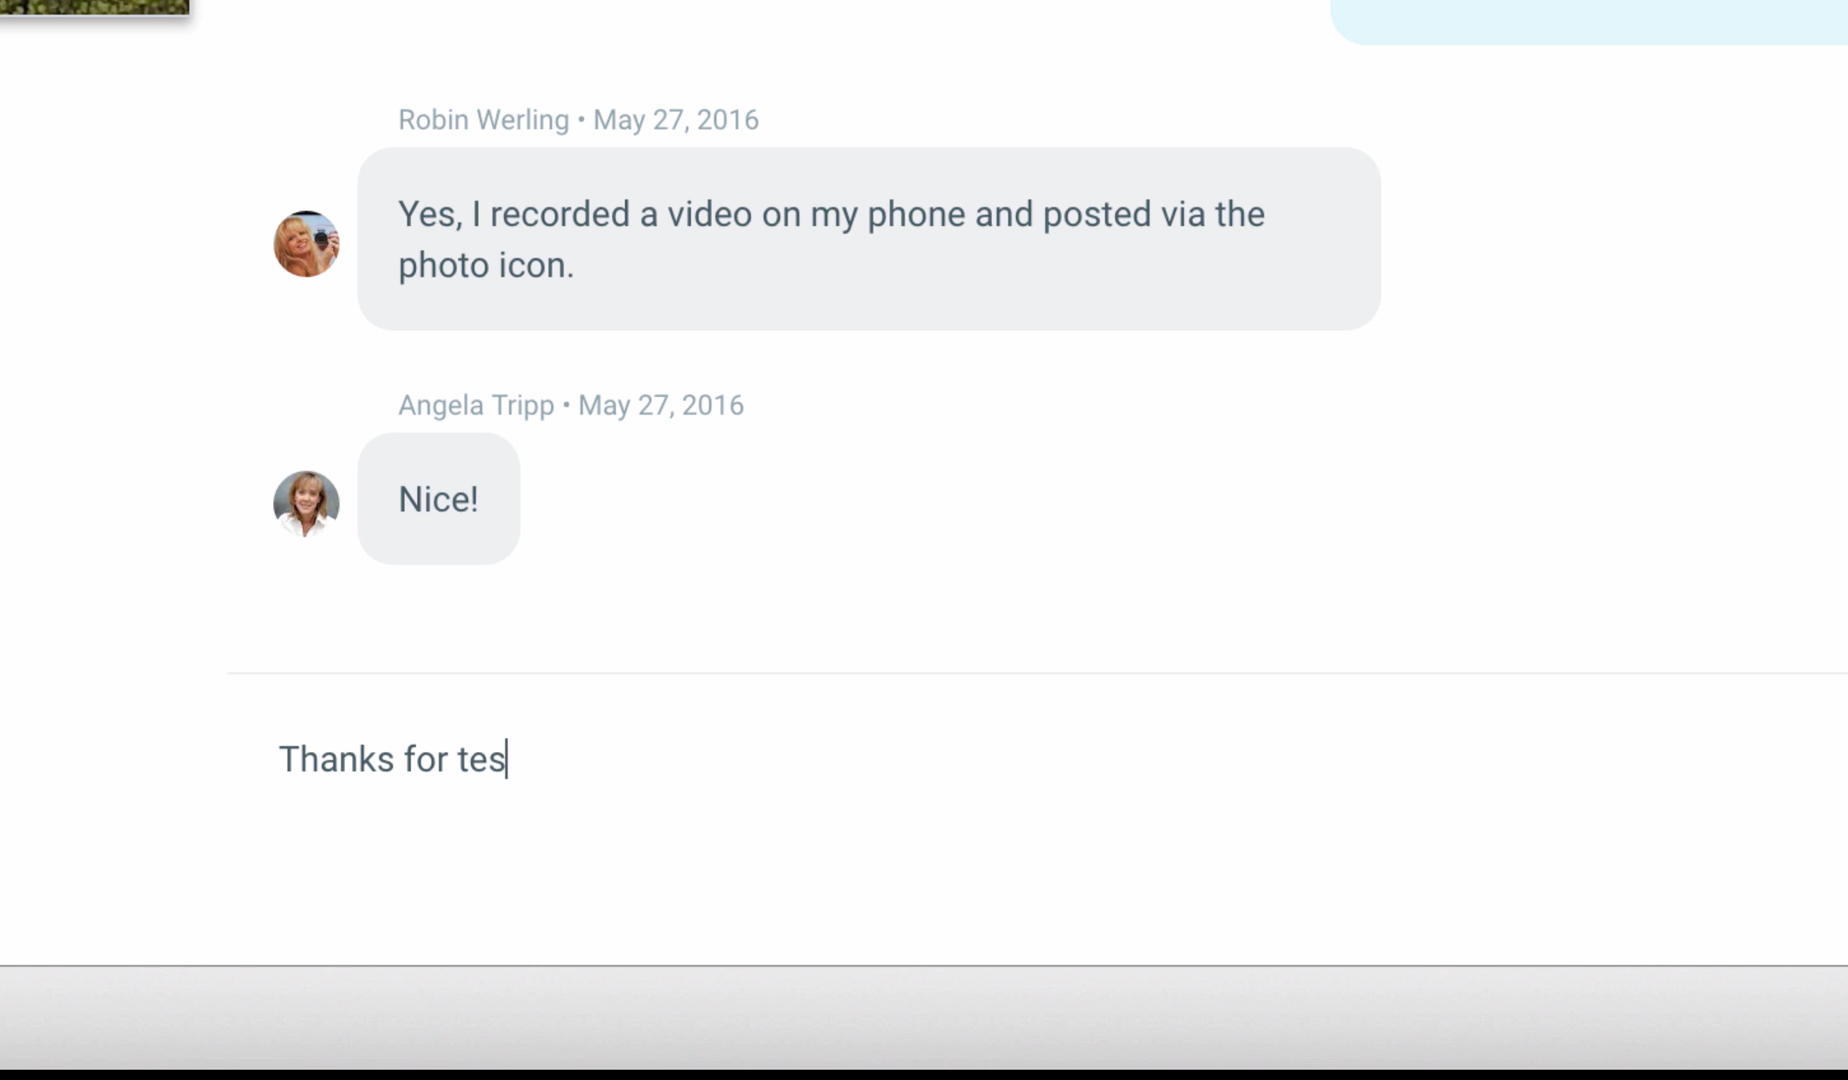 Robin Werling • May 27, 2016
Yes, I recorded a video on my phone and posted via the
photo icon.
Angela Tripp • May 27, 2016
Nice!
Thanks for tes